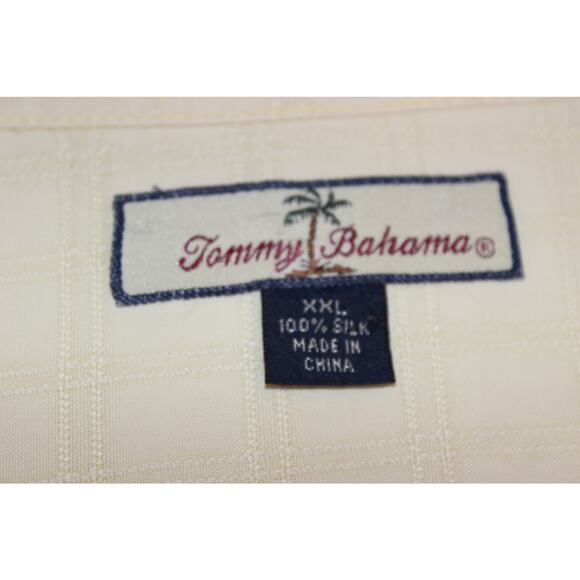 Tommy Bahama®
XXL
100% SILK
MADE IN
CHINA